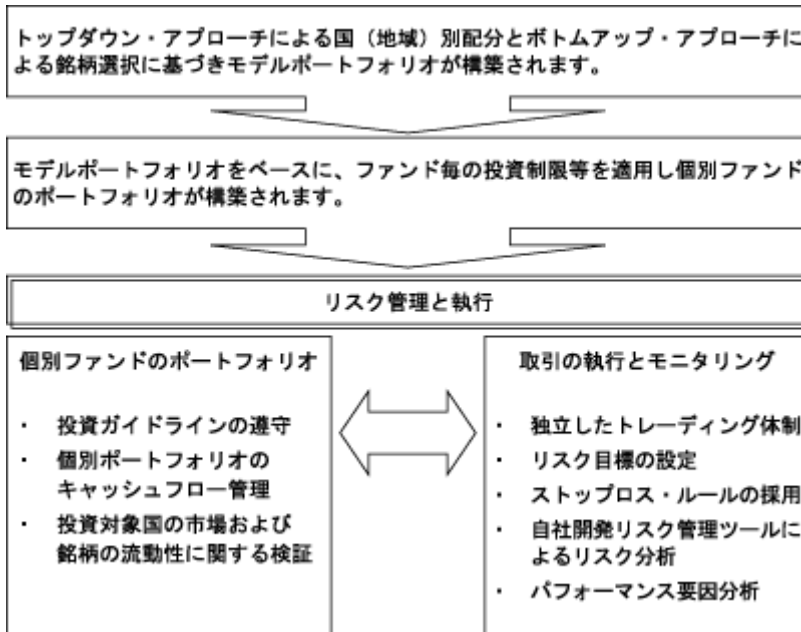 トップダウン・アプローチによる国（地域）別配分とボトムアップ・アプローチに
よる銘柄選択に基づきモデルポートフォリオが構築されます。
モデルポートフォリオをベースに、ファンド毎の投資制限等を適用し個別ファンド
のポートフォリオが構築されます。
リスク管理と執行
個別ファンドのポートフォリオ
・ 投資ガイドラインの遵守
・ 個別ポートフォリオの
キャッシュフロー管理
・ 投資対象国の市場および
銘柄の流動性に関する検証
取引の執行とモニタリング
・ 独立したトレーディング体制
・ リスク目標の設定
・ ストップロス・ルールの採用
・ 自社開発リスク管理ツールに
よるリスク分析
・ パフォーマンス要因分析